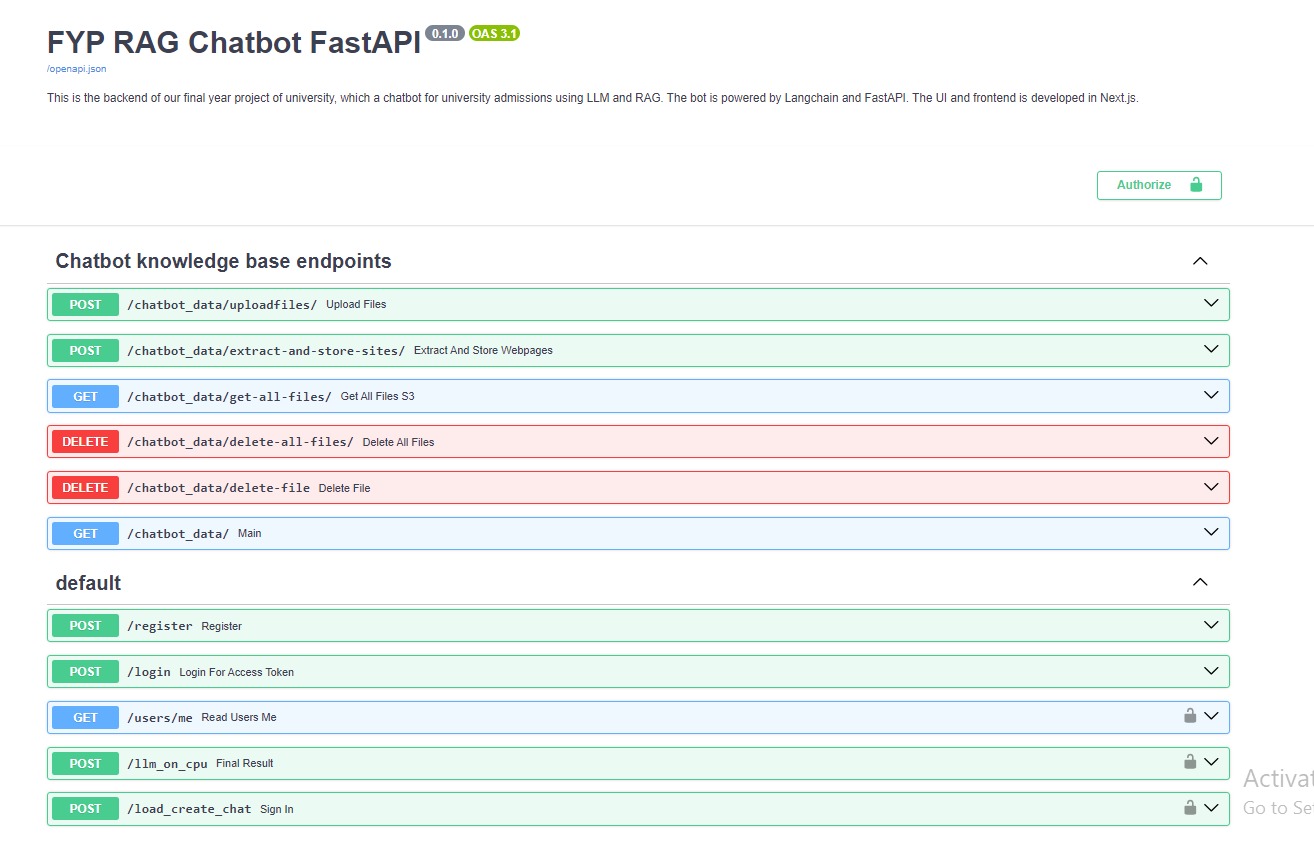 FYP RAG Chatbot FastAPI 0.1.0 OAS 3.1
/openapi.json
This is the backend of our final year project of university, which a chatbot for university admissions using LLM and RAG. The bot is powered by Langchain and FastAPI. The UI and frontend is developed in Next.js.
Authorize
Chatbot knowledge base endpoints
POST /chatbot_data/uploadfiles/ Upload Files
POST /chatbot_data/extract-and-store-sites/ Extract And Store Webpages
GET /chatbot_data/get-all-files/ Get All Files S3
DELETE /chatbot_data/delete-all-files/ Delete All Files
DELETE /chatbot_data/delete-file Delete File
GET /chatbot_data/ Main
default
POST /register Register
POST /login Login For Access Token
GET /users/me Read Users Me
POST /llm_on_cpu Final Result
POST /load_create_chat Sign In
Activat
Go to Se